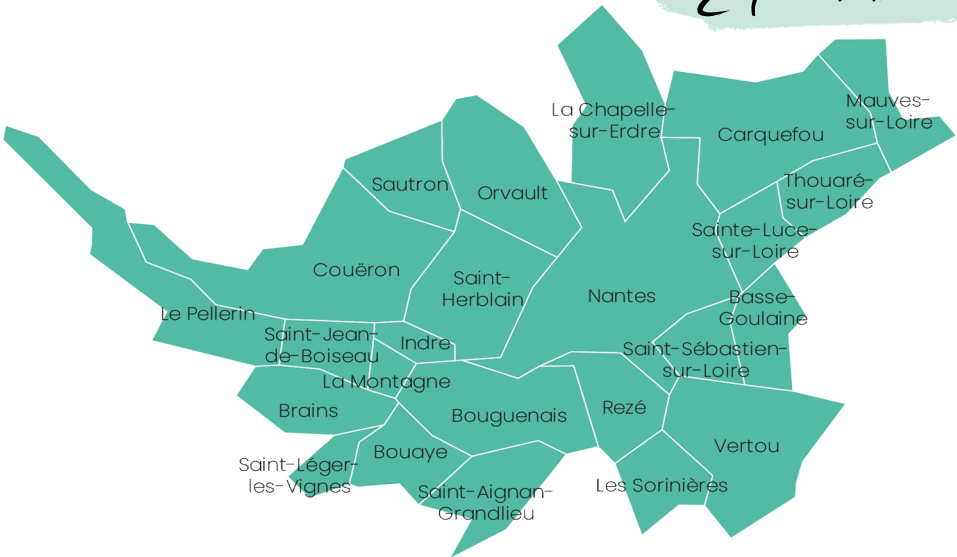 La Chapelle-
sur-Erdre
Mauves-
sur-Loire
Carquefou
Sautron
Orvault
Thouaré-
sur-Loire
Sainte-Luce-
sur-Loire
Couëron
Saint-
Herblain
Nantes
Basse-
Goulaine
Le Pellerin
Saint-Jean-
de-Boiseau
Indre
Saint-Sébastien-
sur-Loire
La Montagne
Brains
Bouguenais
Rezé
Vertou
Bouaye
Saint-Léger-
les-Vignes
Saint-Aignan-
Grandlieu
Les Sorinières